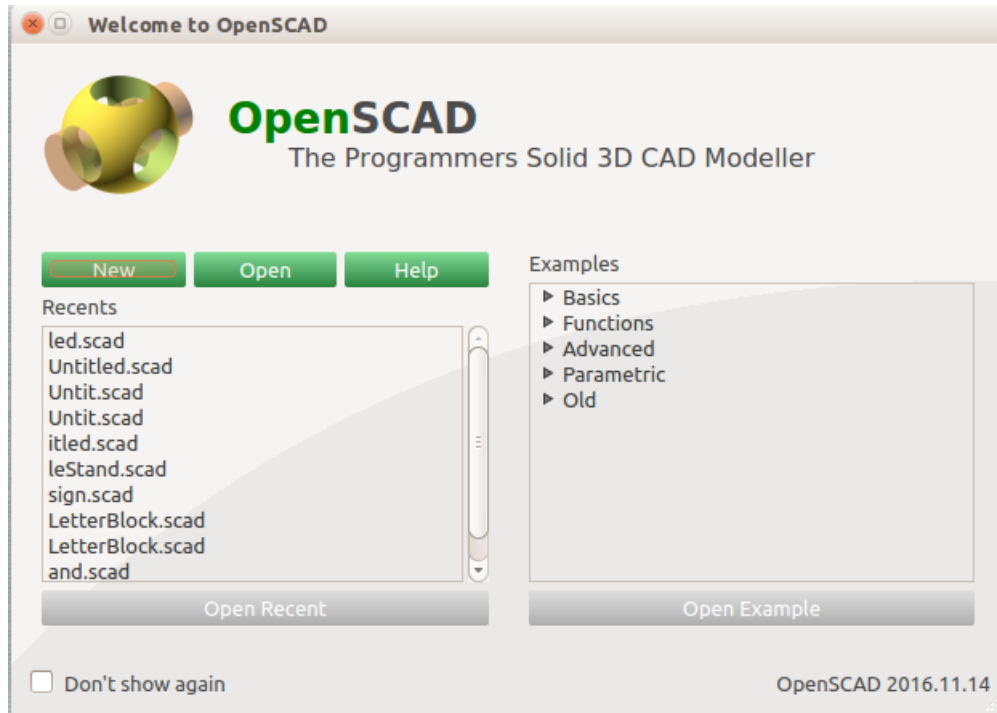 Welcome to OpenSCAD
OpenSCAD
The Programmers Solid 3D CAD Modeller
New
Open
Help
Recents
led.scad
Untitled.scad
Untit.scad
Untit.scad
itled.scad
leStand.scad
sign.scad
LetterBlock.scad
LetterBlock.scad
and.scad
Open Recent
Examples
Basics
Functions
Advanced
Parametric
Old
Open Example
Don't show again
OpenSCAD 2016.11.14